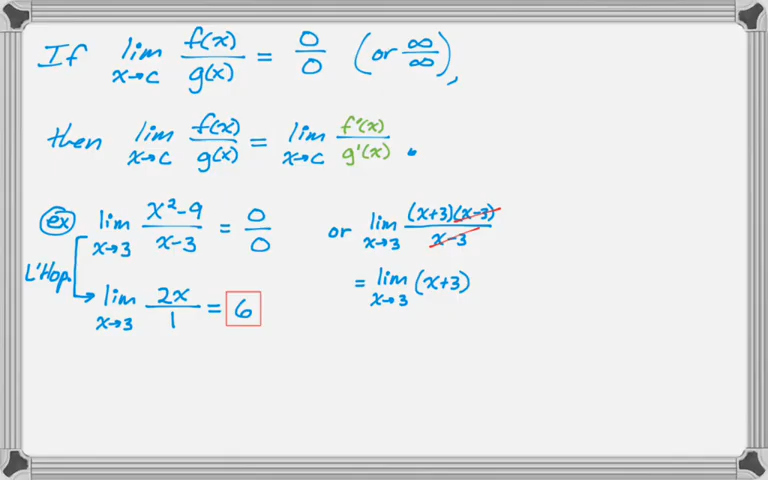 If lim x→c f(x)/g(x) = 0/0 (or ∞/∞),
then lim x→c f(x)/g(x) = lim x→c f'(x)/g'(x).
ex lim x→3 x²-9/x-3 = 0/0 or lim x→3 (x+3)(x-3)/x-3
L'Hop. lim x→3 2x/1 = 6 = lim x→3 (x+3)